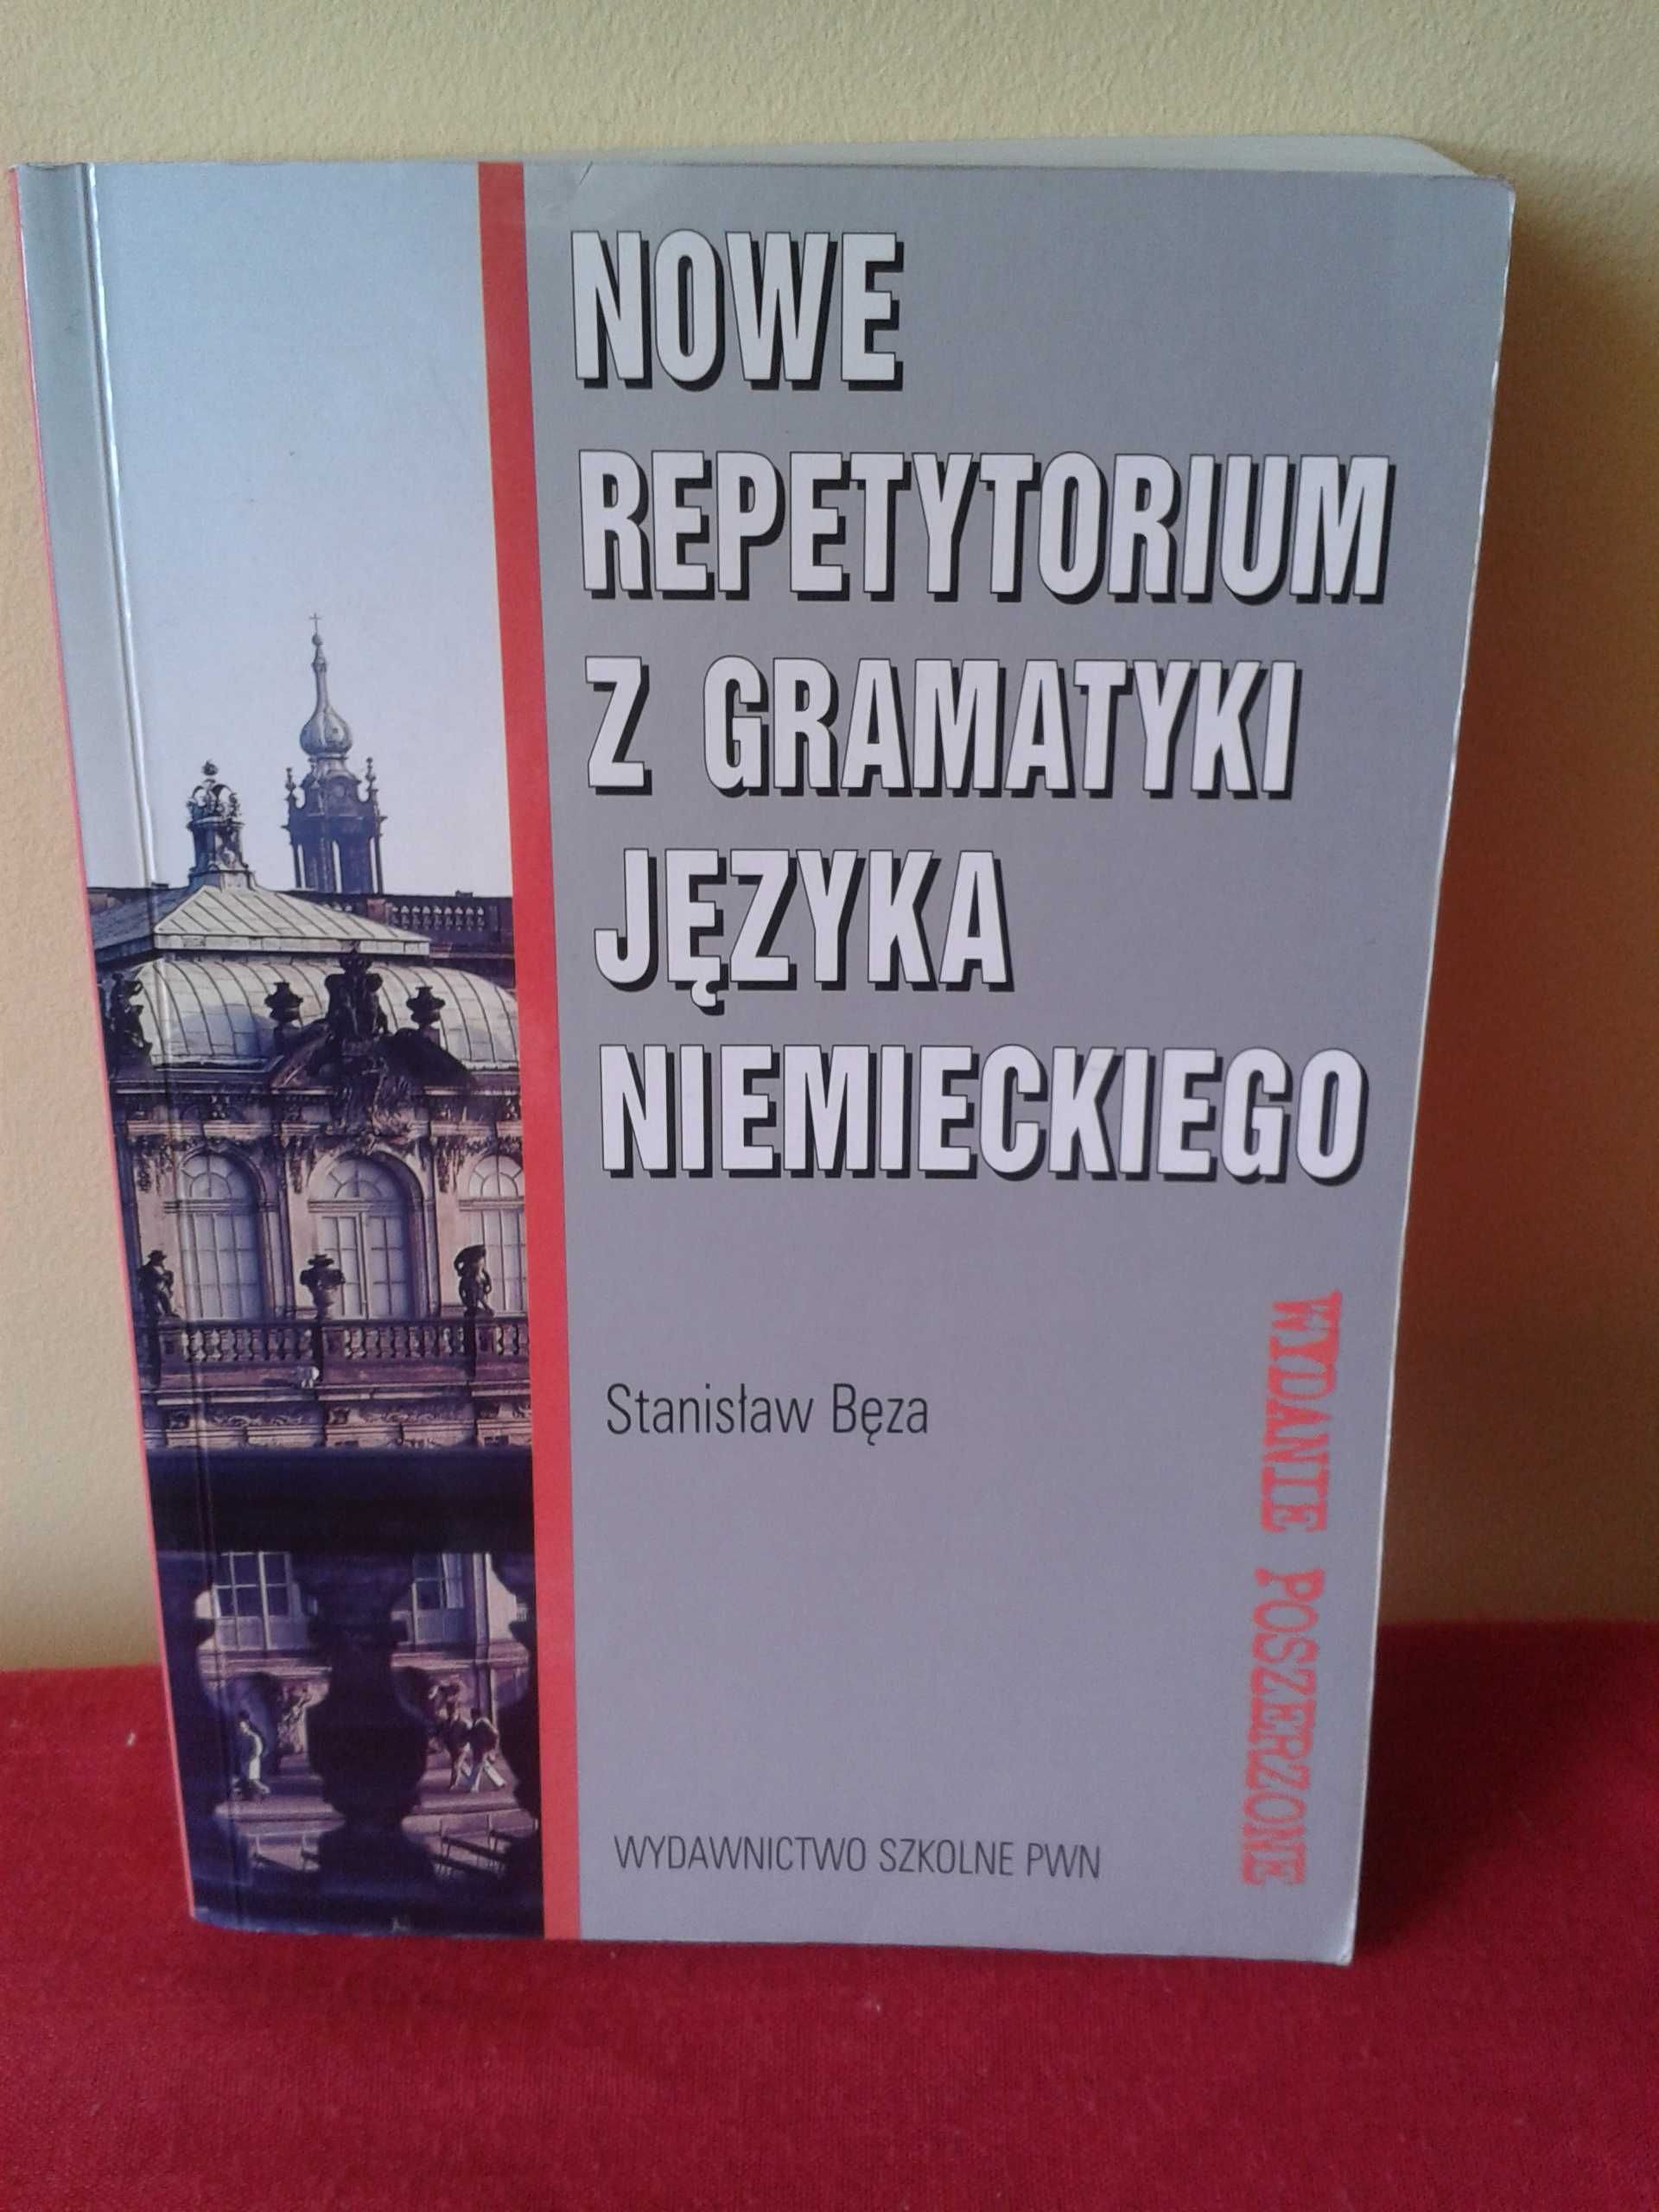 NOWE
REPETYTORIUM
Z GRAMATYKI
JĘZYKA
NIEMIECKIEGO
Stanisław Bęza
WYDANIE POSZERZONE
WYDAWNICTWO SZKOLNE PWN